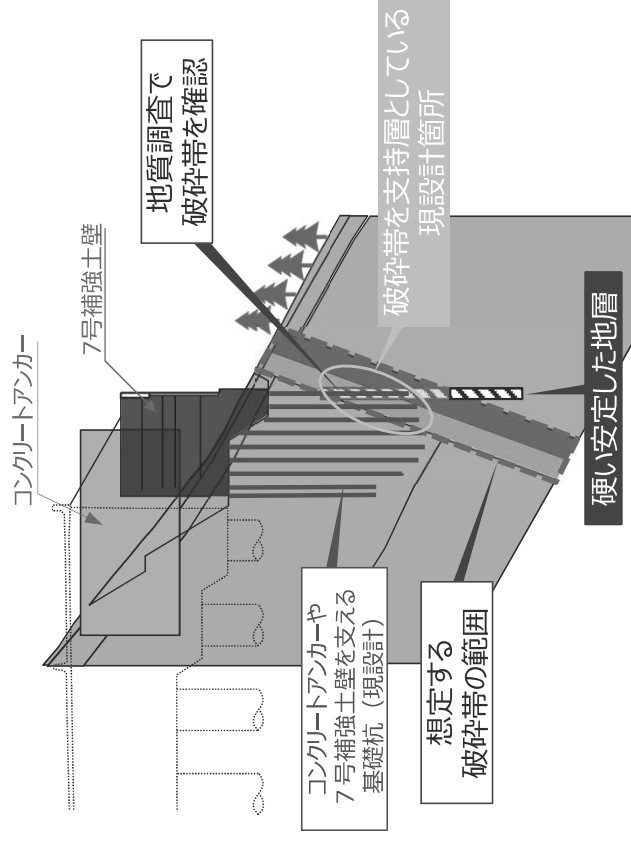 コンクリートアンカー
7号補強土壁
地質調査で
破砕帯を確認
破砕帯を支持層としている
現設計箇所
硬い安定した地層
コンクリートアンカーや
7号補強土壁を支える
基礎杭（現設計）
想定する
破砕帯の範囲